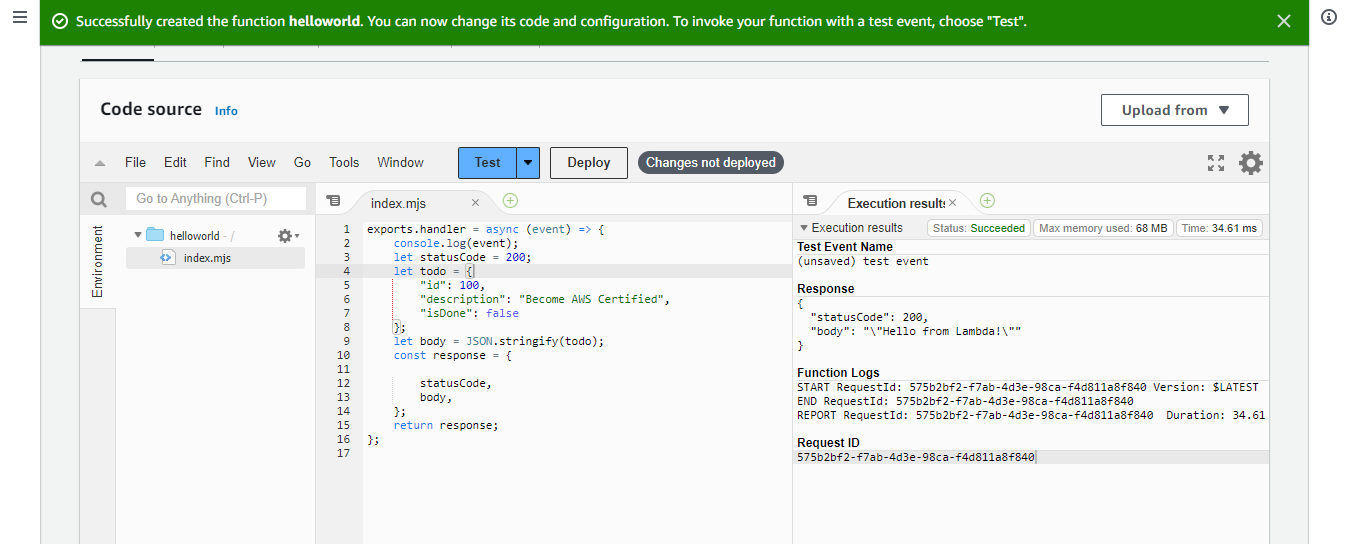 Successfully created the function helloworld. You can now change its code and configuration. To invoke your function with a test event, choose "Test".
Code source Info
Upload from
File Edit Find View Go Tools Window Test Deploy Changes not deployed
Go to Anything (Ctrl-P)
Environment
helloworld - /
index.mjs
index.mjs
1 exports.handler = async (event) => {
2 console.log(event);
3 let statusCode = 200;
4 let todo = {
5 "id": 100,
6 "description": "Become AWS Certified",
7 "isDone": false
8 };
9 let body = JSON.stringify(todo);
10 const response = {
11
12 statusCode,
13 body,
14 };
15 return response;
16 };
17
Execution results
Execution results Status: Succeeded Max memory used: 68 MB Time: 34.61 ms
Test Event Name
(unsaved) test event
Response
{
"statusCode": 200,
"body": "\"Hello from Lambda!\""
}
Function Logs
START RequestId: 575b2bf2-f7ab-4d3e-98ca-f4d811a8f840 Version: $LATEST
END RequestId: 575b2bf2-f7ab-4d3e-98ca-f4d811a8f840
REPORT RequestId: 575b2bf2-f7ab-4d3e-98ca-f4d811a8f840 Duration: 34.61
Request ID
575b2bf2-f7ab-4d3e-98ca-f4d811a8f840